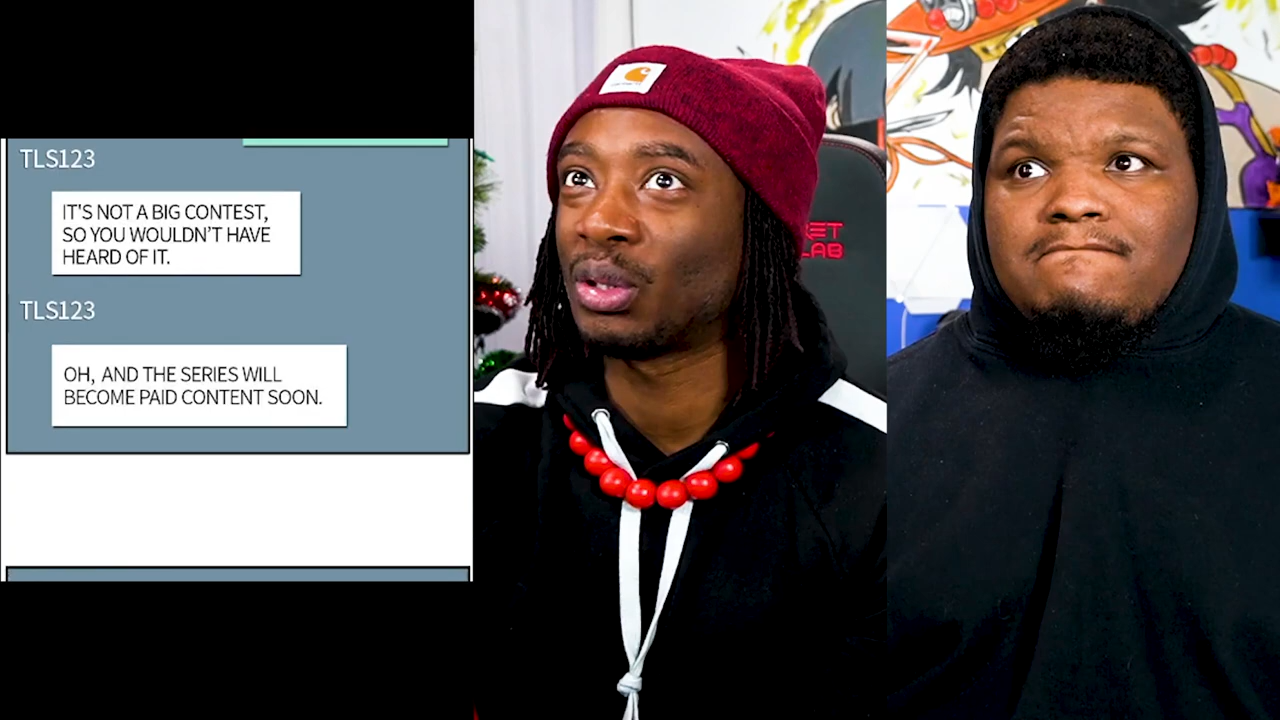 TLS123
IT'S NOT A BIG CONTEST,
SO YOU WOULDN'T HAVE
HEARD OF IT.
TLS123
OH, AND THE SERIES WILL
BECOME PAID CONTENT SOON.
LAB